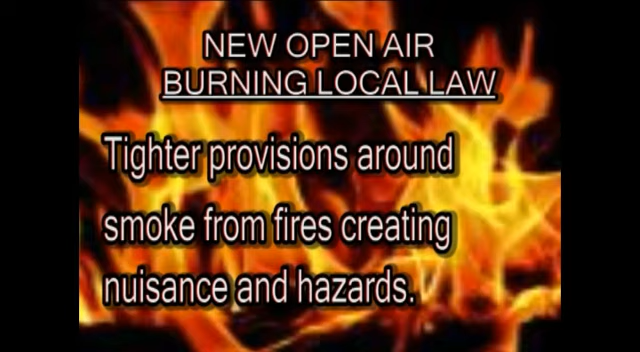 NEW OPEN AIR
BURNING LOCAL LAW
Tighter provisions around
smoke from fires creating
nuisance and hazards.